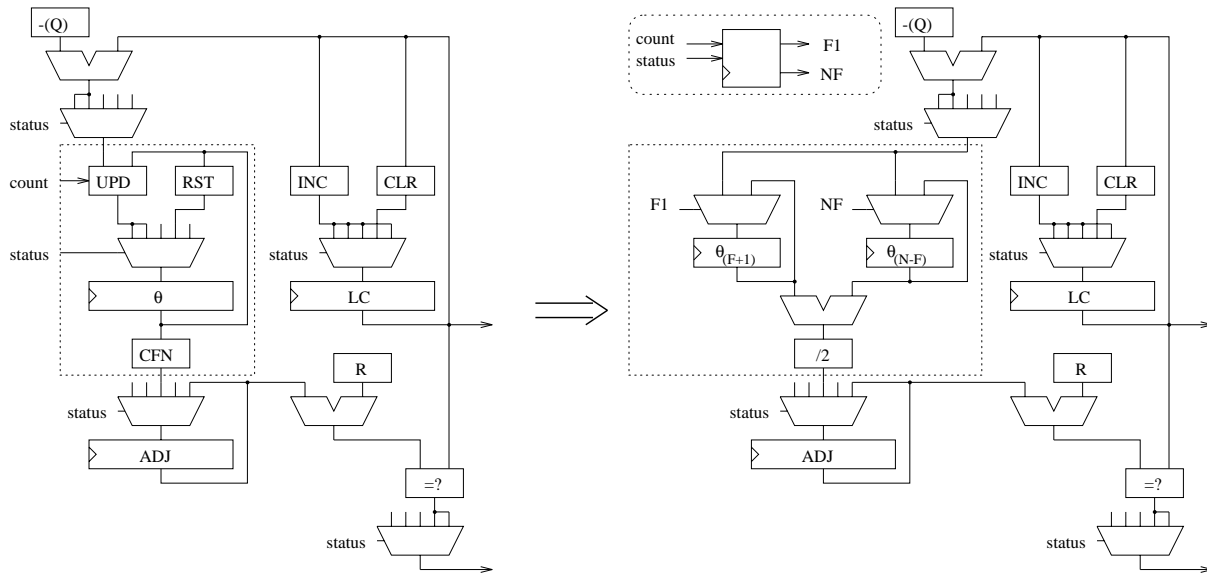 -(Q)
status
count
UPD
RST
INC
CLR
status
status
θ
LC
CFN
R
status
ADJ
=?
status
count
status
F1
NF
-(Q)
status
INC
CLR
F1
NF
θ(F+1)
θ(N-F)
status
LC
/2
R
status
ADJ
=?
status